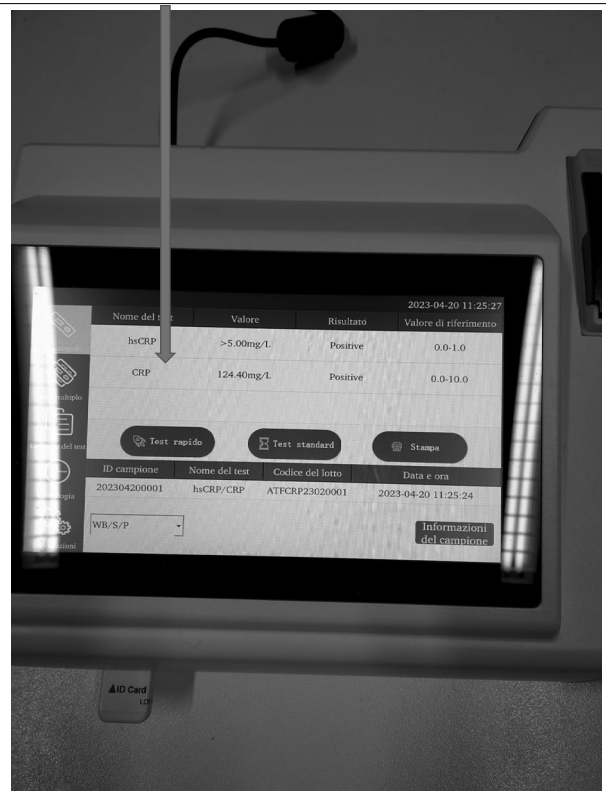 2023-04-20 11:25:27
Nome del Valore Risultato Valore di riferimento
hsCRP >5.00mg/L Positive 0.0-1.0
CRP 124.40mg/L Positive 0.0-10.0
Test rapido Test standard Stampa
ID campione Nome del test Codice del lotto Data e ora
202304200001 hsCRP/CRP ATFCRP23020001 2023-04-20 11:25:24
WB/S/P
Informazioni
del campione
ID Card